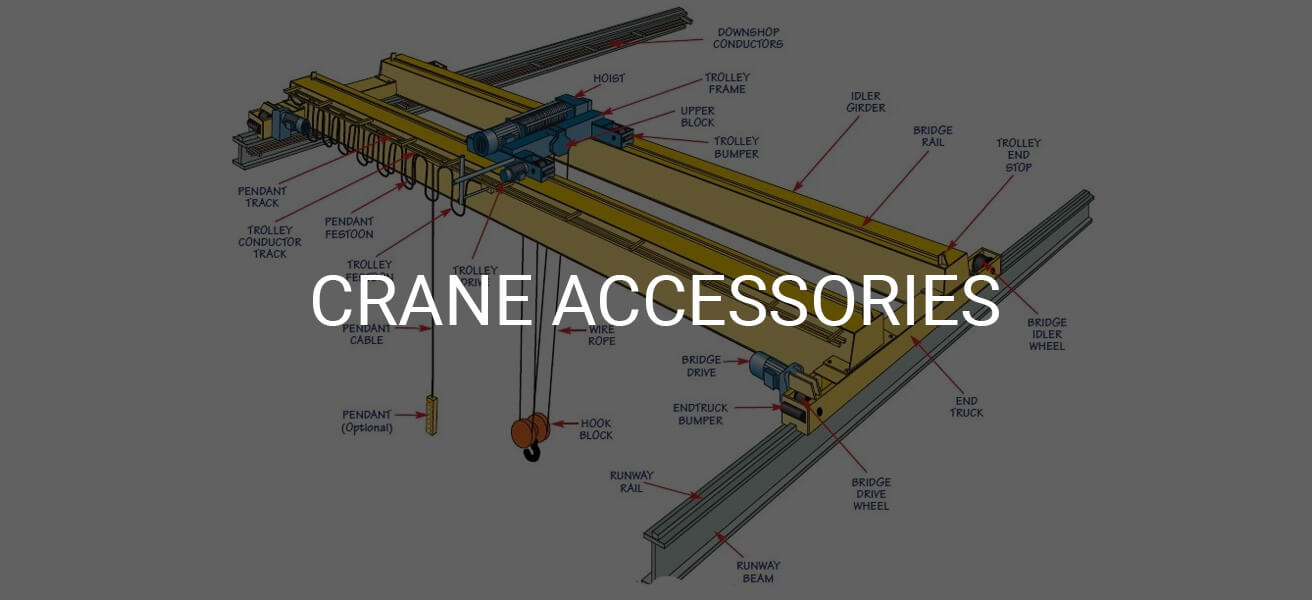 DOWNSHOP
CONDUCTORS
HOIST
TROLLEY
FRAME
UPPER
BLOCK
TROLLEY
BUMPER
IDLER
GIRDER
BRIDGE
RAIL
TROLLEY
END
STOP
PENDANT
TRACK
TROLLEY
CONDUCTOR
TRACK
PENDANT
FESTOON
TROLLEY
FESTOON
TROLLEY
DRIVE
CRANE ACCESSORIES
PENDANT
CABLE
WIRE
ROPE
BRIDGE
IDLER
WHEEL
BRIDGE
DRIVE
END
TRUCK
ENDTRUCK
BUMPER
PENDANT
(Optional)
HOOK
BLOCK
RUNWAY
RAIL
BRIDGE
DRIVE
WHEEL
RUNWAY
BEAM